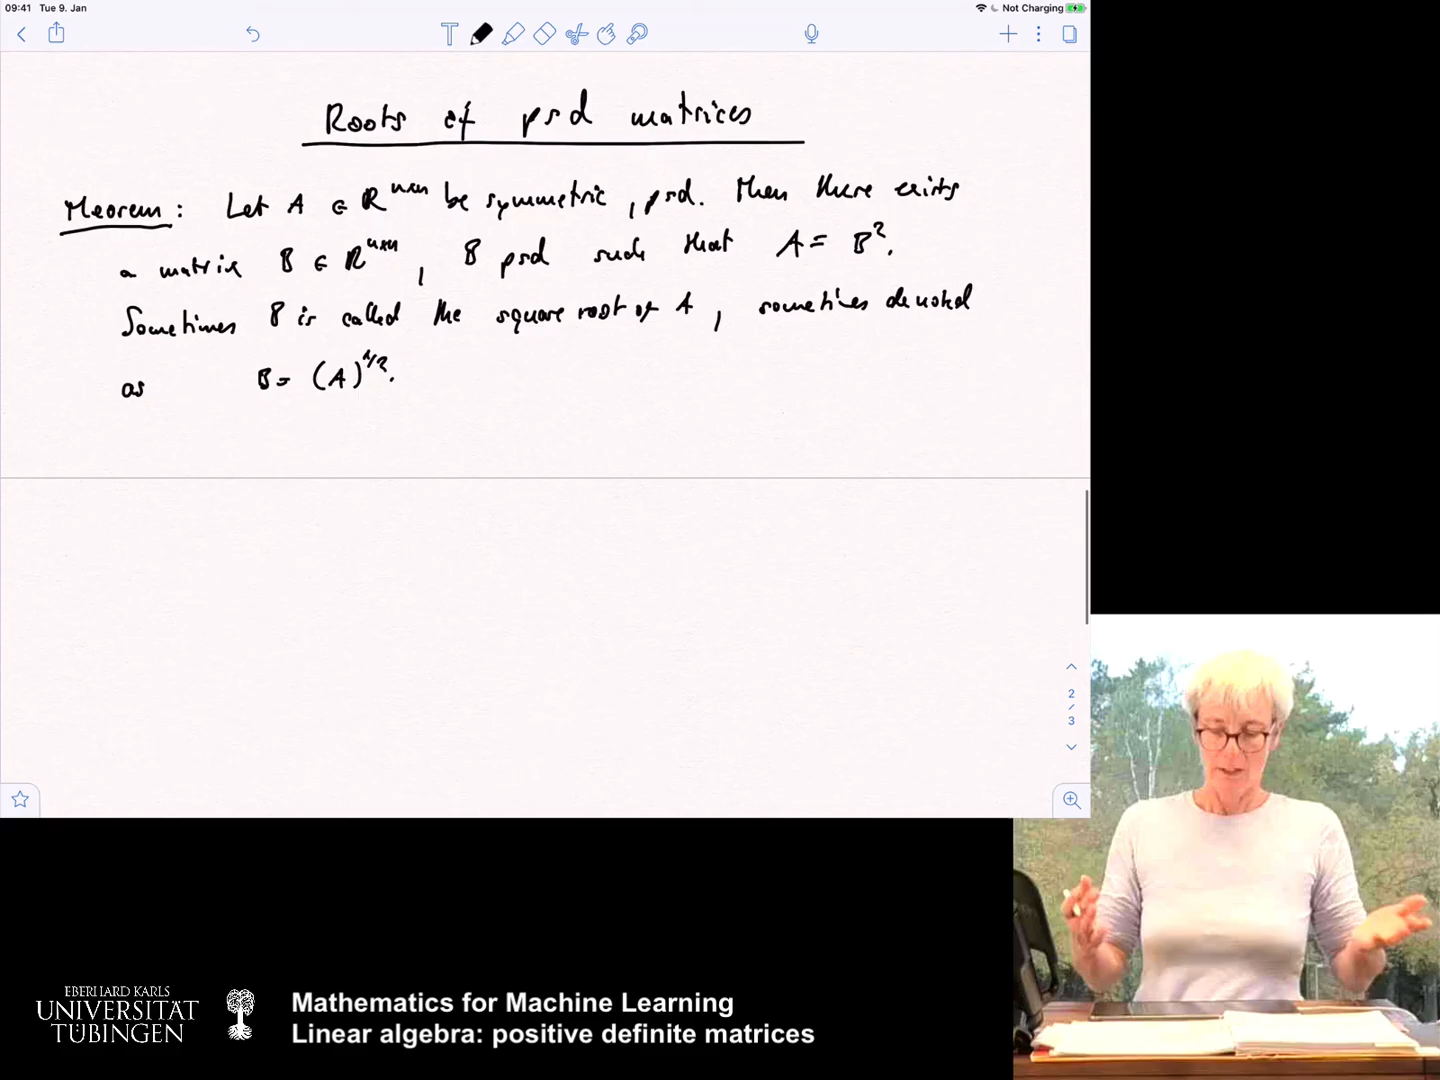 09:41 Tue 9. Jan
Not Charging
Roots of psd matrices
Theorem: Let A ∈ ℝⁿˣⁿ be symmetric, psd. Then there exists
a matrix B ∈ ℝⁿˣⁿ, B psd such that A = B².
Sometimes B is called the square root of A, sometimes denoted
as B = (A)^1/2.
2
/
3
EBERHARD KARLS
UNIVERSITÄT
TÜBINGEN
Mathematics for Machine Learning
Linear algebra: positive definite matrices